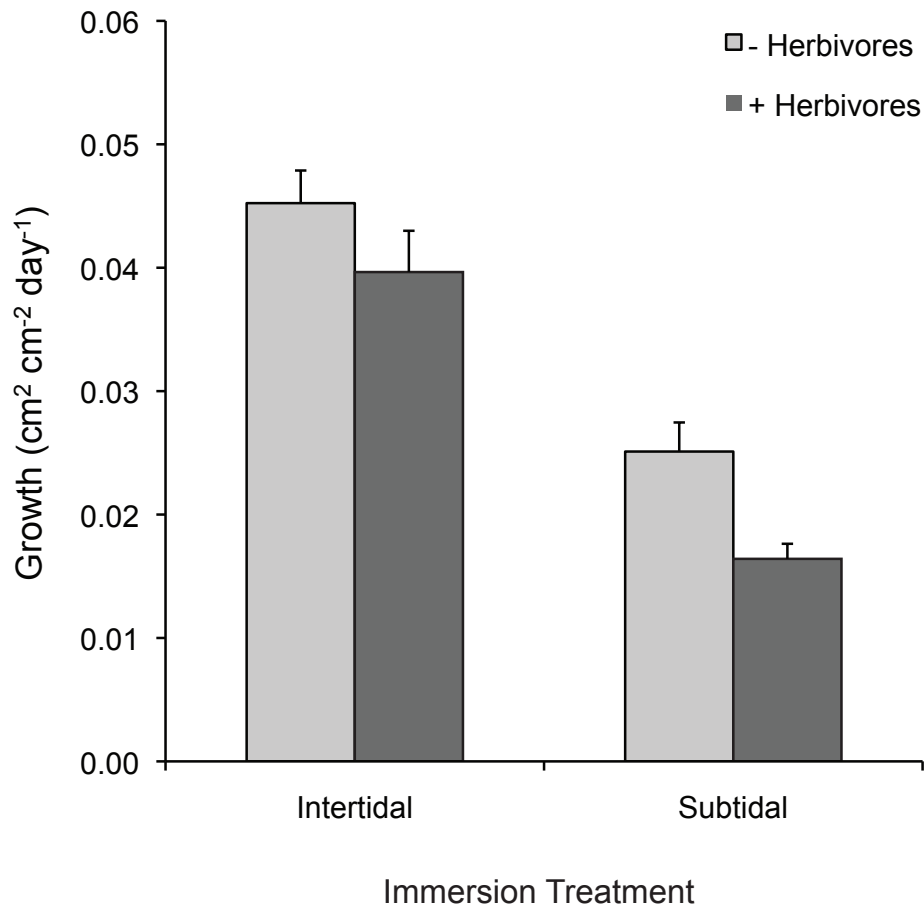 0.06
- Herbivores
+ Herbivores
0.05
0.04
0.03
0.02
0.01
0.00
Growth (cm² cm⁻² day⁻¹)
Intertidal
Subtidal
Immersion Treatment